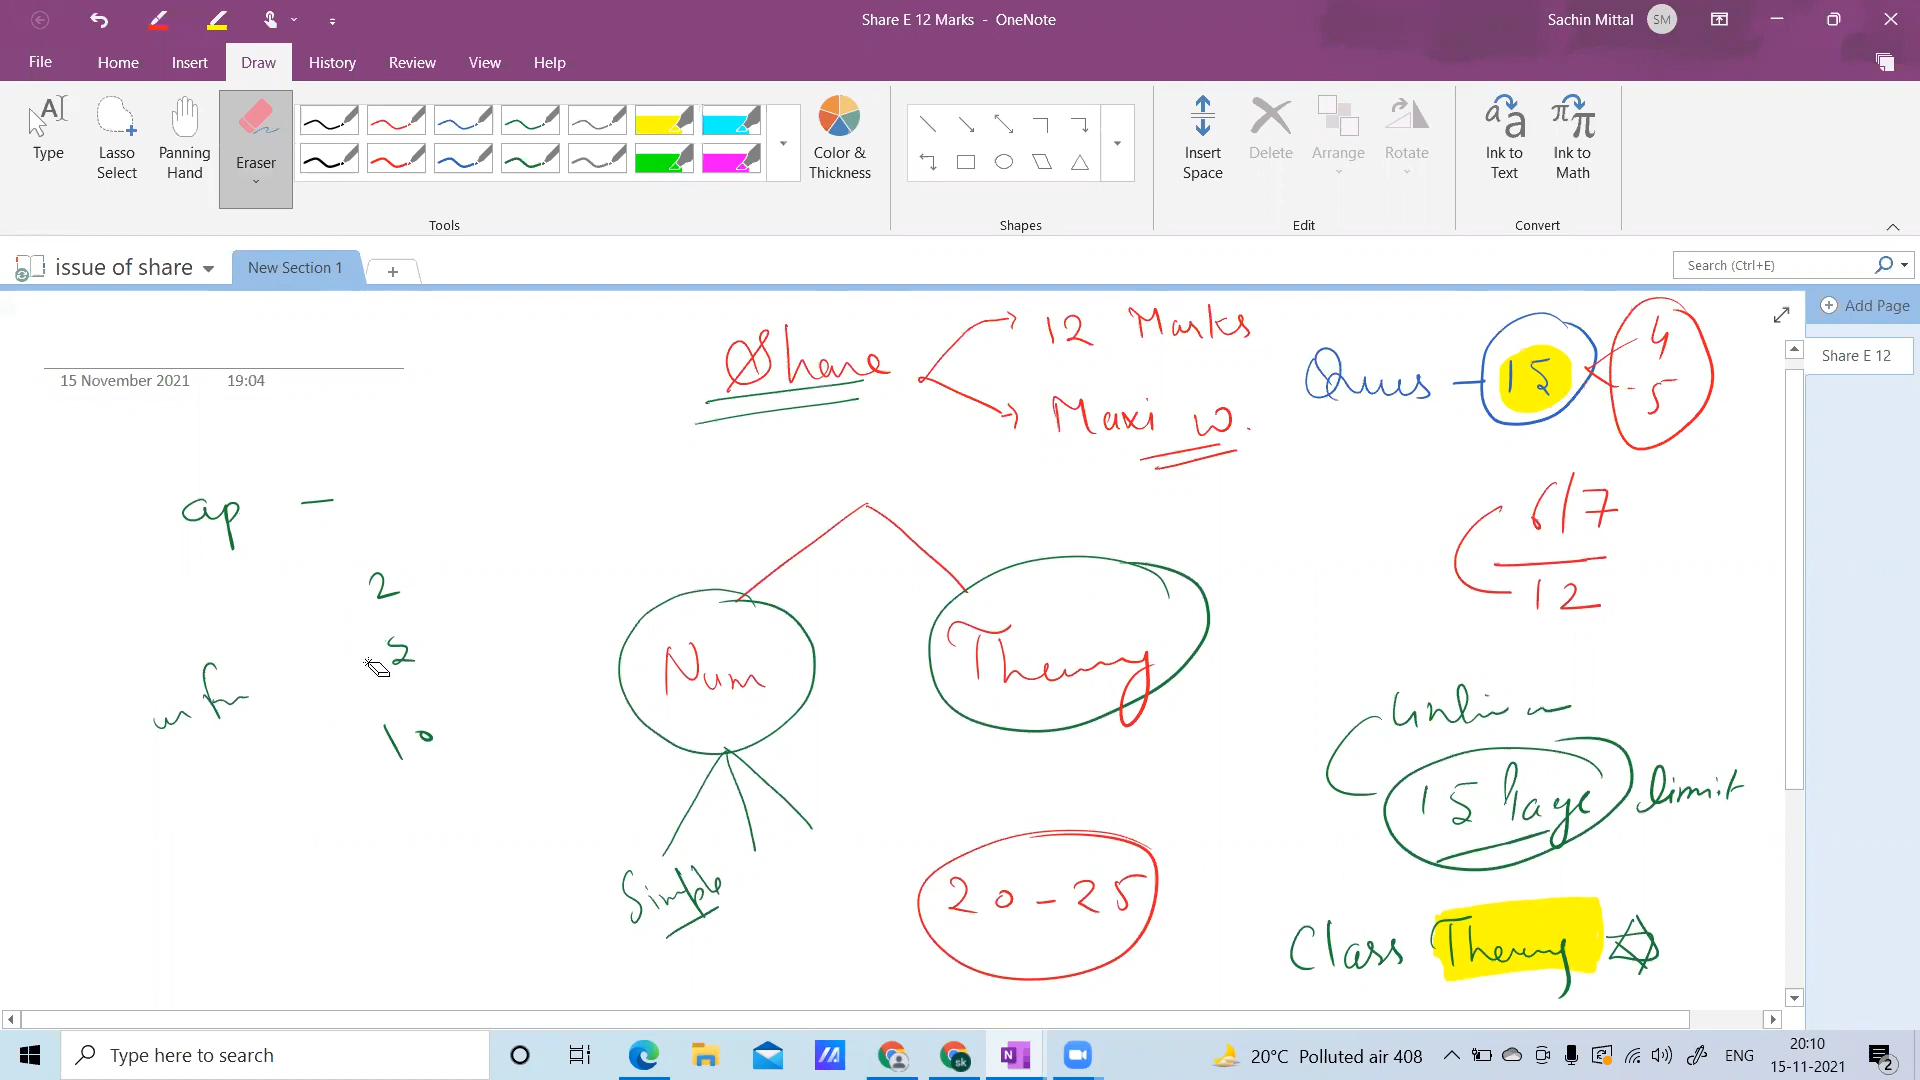 Share E 12 Marks - OneNote
Sachin Mittal
SM
File
Home
Insert
Draw
History
Review
View
Help
Type
Lasso
Select
Panning
Hand
Eraser
Color &
Thickness
Insert
Space
Delete
Arrange
Rotate
Ink to
Text
Ink to
Math
Tools
Shapes
Edit
Convert
issue of share
New Section 1
Search (Ctrl+E)
Add Page
Share E 12
15 November 2021 19:04
Share
12 Marks
Maxi w.
Ques - 15
4
5
6/7
12
ap -
2
2
10
Num
Theory
Simple
20-25
15 Page limit
Class Theory
Type here to search
20°C Polluted air 408
ENG
20:10
15-11-2021
2